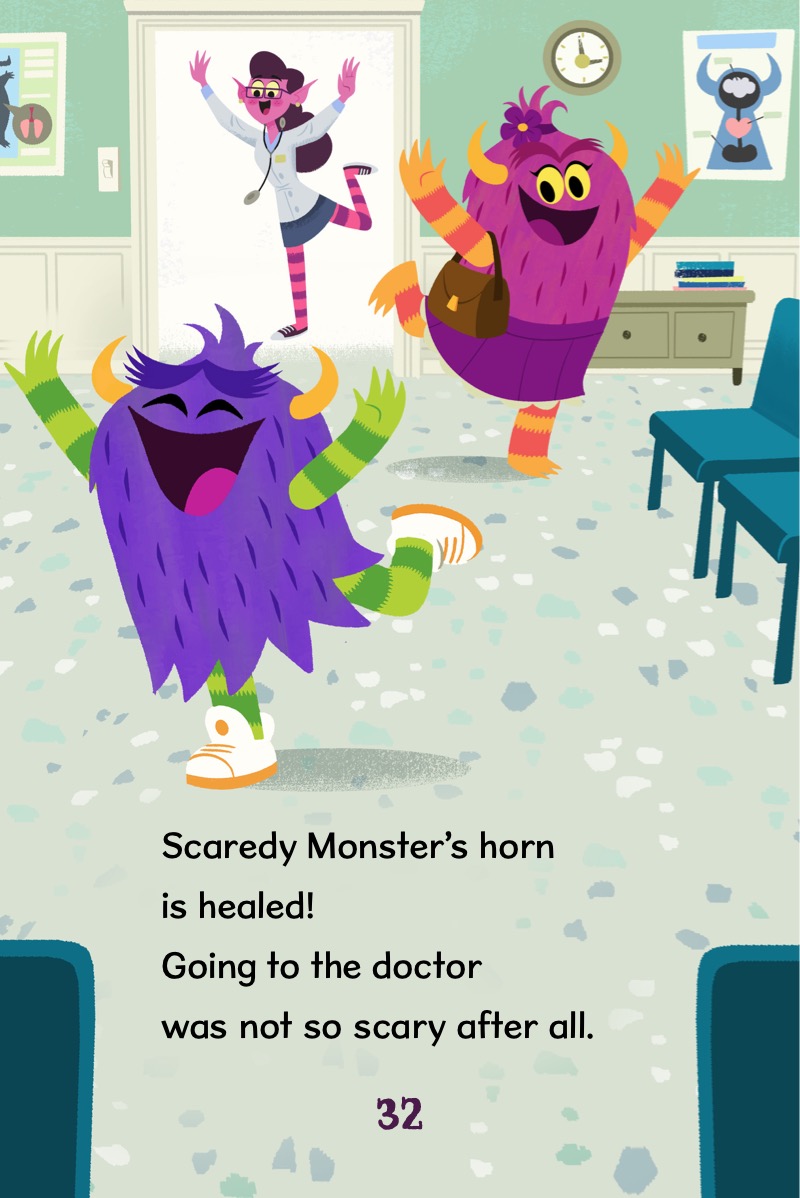 Scaredy Monster’s horn
is healed!
Going to the doctor
was not so scary after all.
32